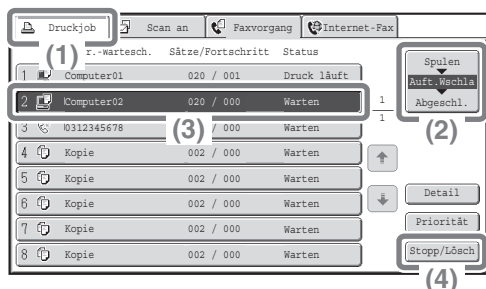 Druckjob Scan an Faxvorgang Internet-Fax
(1) r.-Wartesch. Sätze/Fortschritt Status
1 Computer01 020 / 001 Druck läuft
2 Computer02 020 / 000 Warten
3 0312345678 (3) 002 / 000 Warten
4 Kopie 002 / 000 Warten
5 Kopie 002 / 000 Warten
6 Kopie 002 / 000 Warten
7 Kopie 002 / 000 Warten
8 Kopie 002 / 000 Warten
1
1
Spulen
Auft.Wschla
Abgeschl.
(2)
Detail
Priorität
Stopp/Lösch
(4)